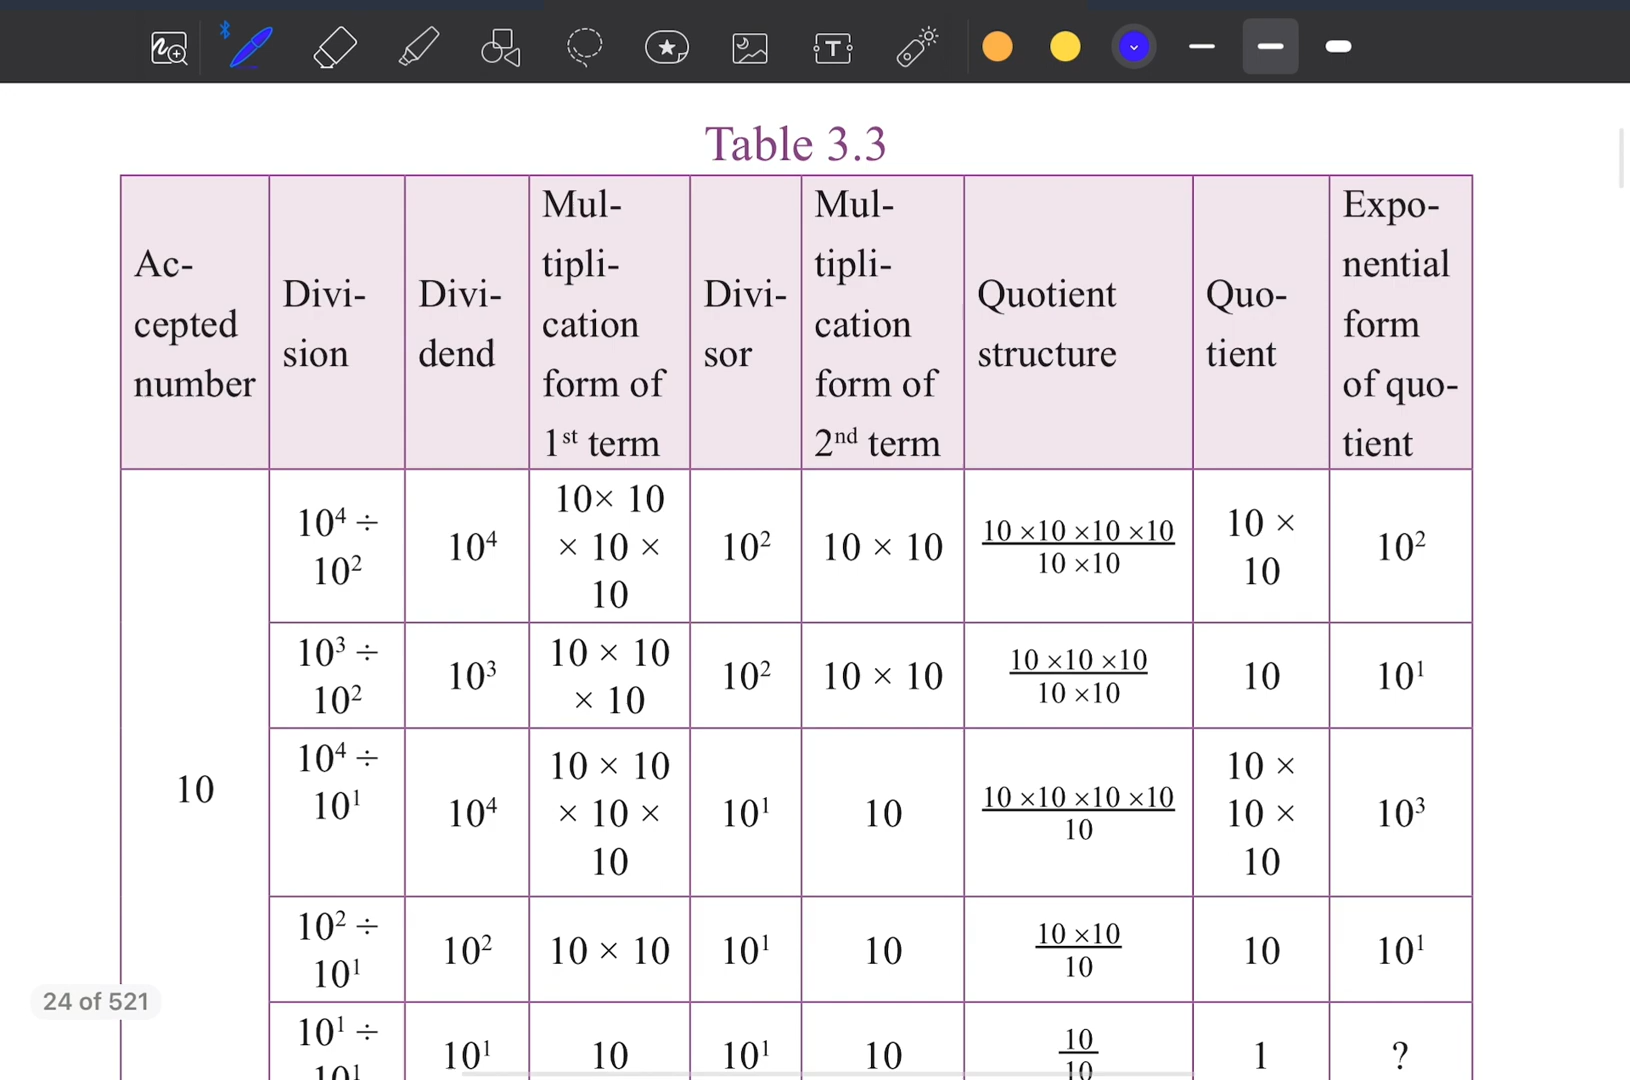 T
Table 3.3
Ac-
cepted
number
Divi-
sion
Divi-
dend
Mul-
tipli-
cation
form of
1st term
Divi-
sor
Mul-
tipli-
cation
form of
2nd term
Quotient
structure
Quo-
tient
Expo-
nential
form
of quo-
tient
10
10⁴ ÷
10²
10⁴
10× 10
× 10 ×
10
10²
10 × 10
10 ×10 ×10 ×10
10 ×10
10 ×
10
10²
10³ ÷
10²
10³
10 × 10
× 10
10²
10 × 10
10 ×10 ×10
10 ×10
10
10¹
10⁴ ÷
10¹
10⁴
10 × 10
× 10 ×
10
10¹
10
10 ×10 ×10 ×10
10
10 ×
10 ×
10
10³
10² ÷
10¹
10²
10 × 10
10¹
10
10 ×10
10
10
10¹
10¹ ÷
10¹
10¹
10
10¹
10
10
10
1
?
24 of 521